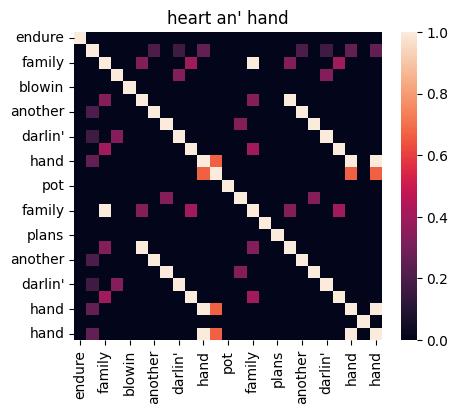 heart an' hand
endure
family
blowin
another
darlin'
hand
pot
family
plans
another
darlin'
hand
hand
1.0
0.8
0.6
0.4
0.2
0.0
endure
family
blowin
another
darlin'
hand
pot
family
plans
another
darlin'
hand
hand